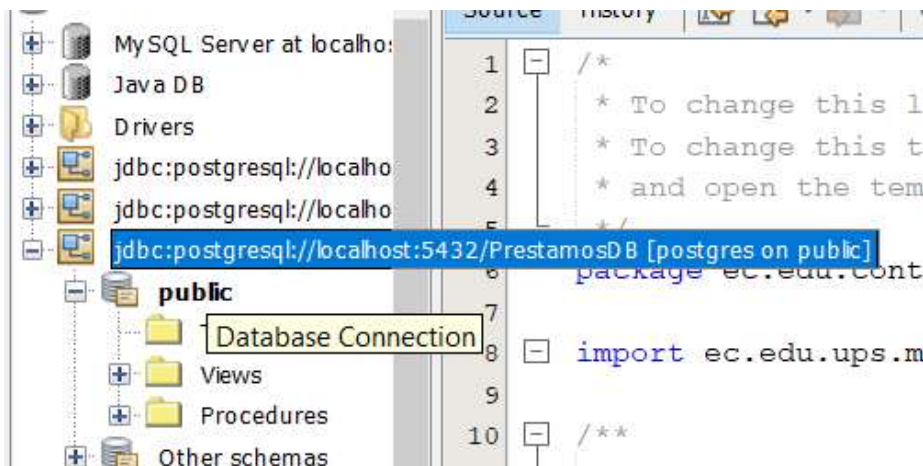 Source History
MySQL Server at localho
Java DB
Drivers
jdbc:postgresql://localho
jdbc:postgresql://localho
jdbc:postgresql://localhost:5432/PrestamosDB [postgres on public]
public
Database Connection
Views
Procedures
Other schemas
1 /*
2 * To change this l
3 * To change this t
4 * and open the tem
5 */
6 package ec.edu.cont
7
8 import ec.edu.ups.m
9
10 /**